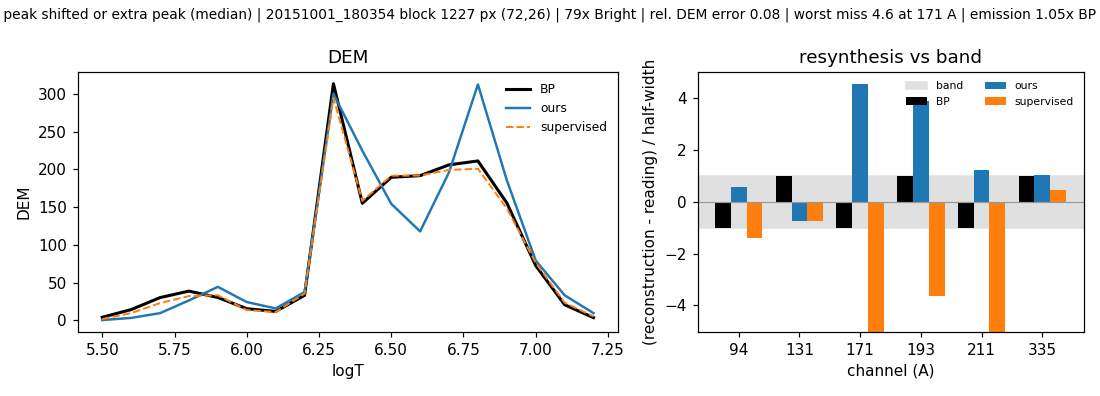 peak shifted or extra peak (median) | 20151001_180354 block 1227 px (72,26) | 79x Bright | rel. DEM error 0.08 | worst miss 4.6 at 171 A | emission 1.05x BP
DEM
BP
ours
supervised
DEM
300
250
200
150
100
50
0
5.50 5.75 6.00 6.25 6.50 6.75 7.00 7.25
logT
resynthesis vs band
band
BP
ours
supervised
(reconstruction - reading) / half-width
4
2
0
−2
−4
94 131 171 193 211 335
channel (A)